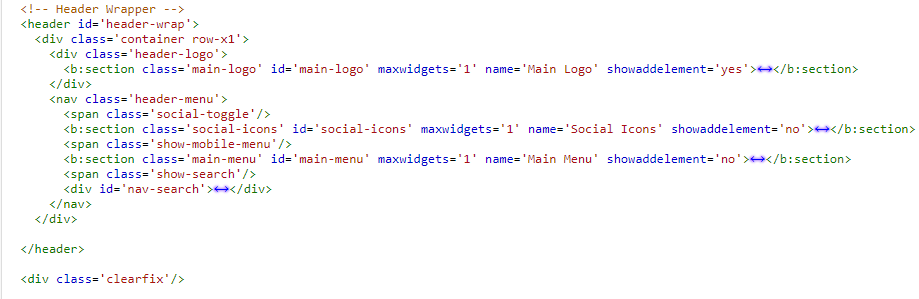 <!-- Header Wrapper -->
<header id='header-wrap'>
<div class='container row-x1'>
<div class='header-logo'>
<b:section class='main-logo' id='main-logo' maxwidgets='1' name='Main Logo' showaddelement='yes'>↔</b:section>
</div>
<nav class='header-menu'>
<span class='social-toggle'/>
<b:section class='social-icons' id='social-icons' maxwidgets='1' name='Social Icons' showaddelement='no'>↔</b:section>
<span class='show-mobile-menu'/>
<b:section class='main-menu' id='main-menu' maxwidgets='1' name='Main Menu' showaddelement='no'>↔</b:section>
<span class='show-search'/>
<div id='nav-search'>↔</div>
</nav>
</div>
</header>
<div class='clearfix'/>